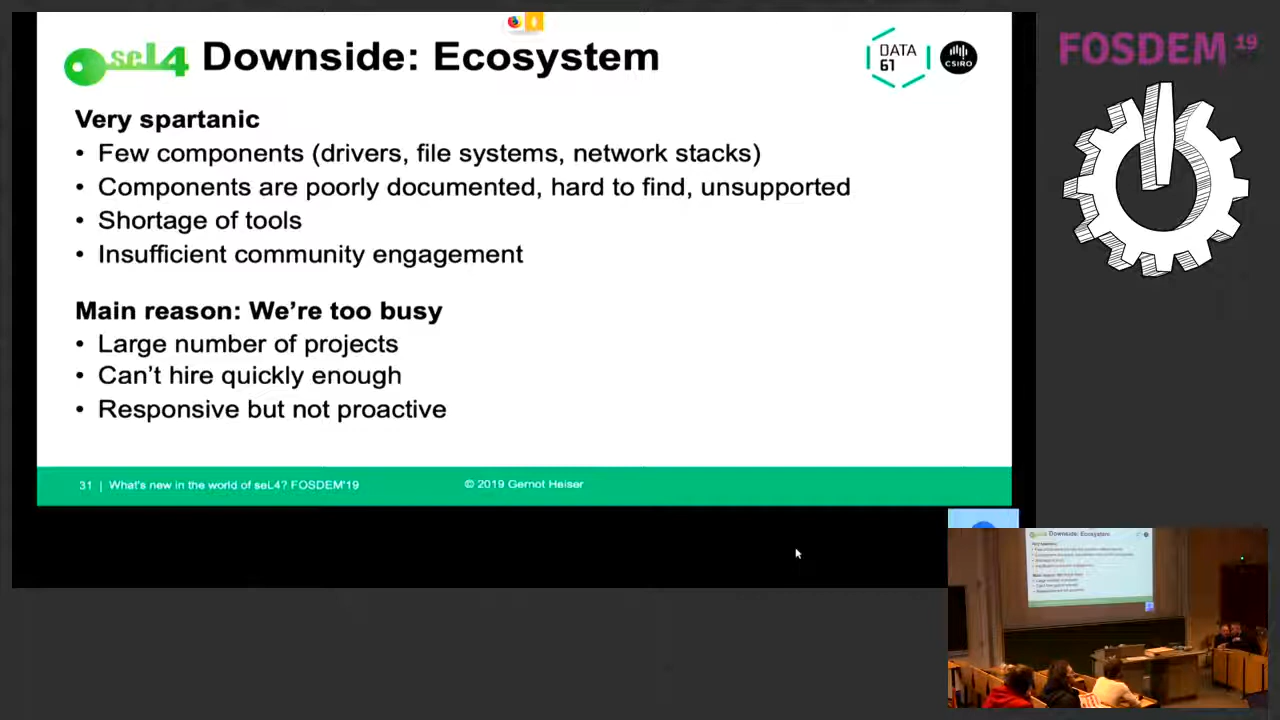 seL4 Downside: Ecosystem
DATA
61
CSIRO
FOSDEM 19
Very spartanic
• Few components (drivers, file systems, network stacks)
• Components are poorly documented, hard to find, unsupported
• Shortage of tools
• Insufficient community engagement
Main reason: We're too busy
• Large number of projects
• Can't hire quickly enough
• Responsive but not proactive
31 | What's new in the world of seL4? FOSDEM'19
© 2019 Gernot Heiser
Downside: Ecosystem